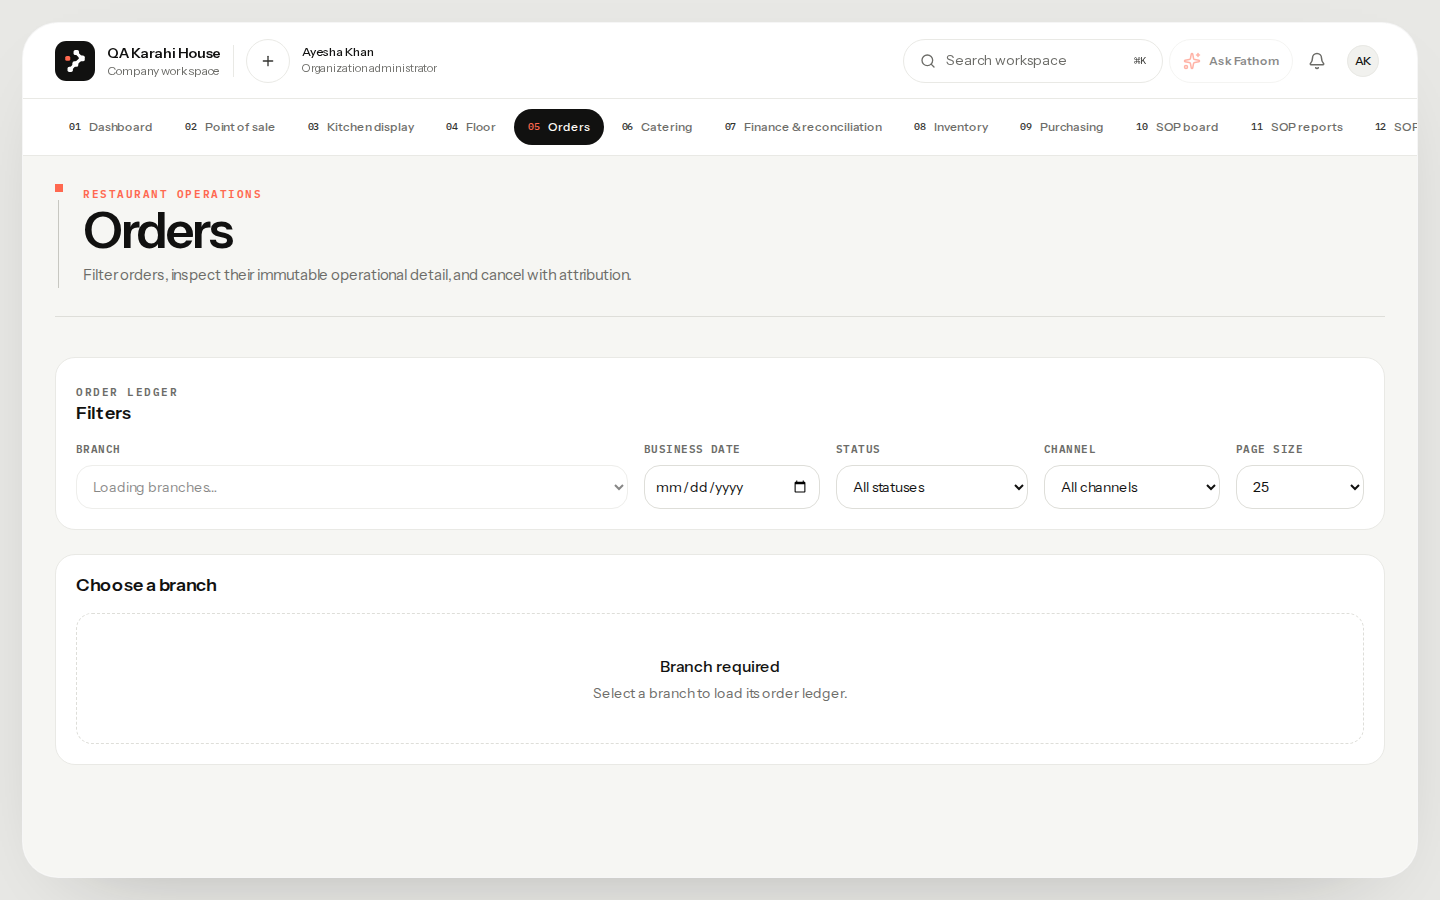 QA Karahi House
Company workspace
Ayesha Khan
Organization administrator
Search workspace
⌘K
Ask Fathom
AK
01 Dashboard
02 Point of sale
03 Kitchen display
04 Floor
05 Orders
06 Catering
07 Finance & reconciliation
08 Inventory
09 Purchasing
10 SOP board
11 SOP reports
12 SOP
RESTAURANT OPERATIONS
Orders
Filter orders, inspect their immutable operational detail, and cancel with attribution.
ORDER LEDGER
Filters
BRANCH
BUSINESS DATE
STATUS
CHANNEL
PAGE SIZE
Loading branches...
mm/dd/yyyy
All statuses
All channels
25
Choose a branch
Branch required
Select a branch to load its order ledger.